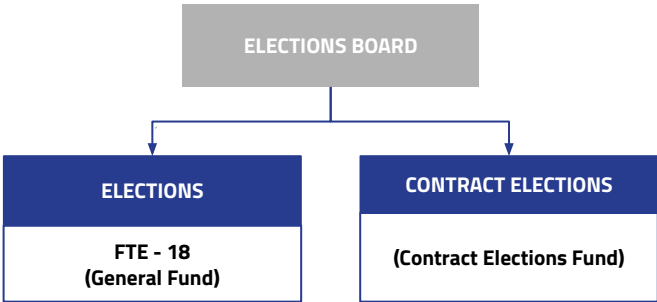 ELECTIONS BOARD
ELECTIONS
FTE - 18
(General Fund)
CONTRACT ELECTIONS
(Contract Elections Fund)